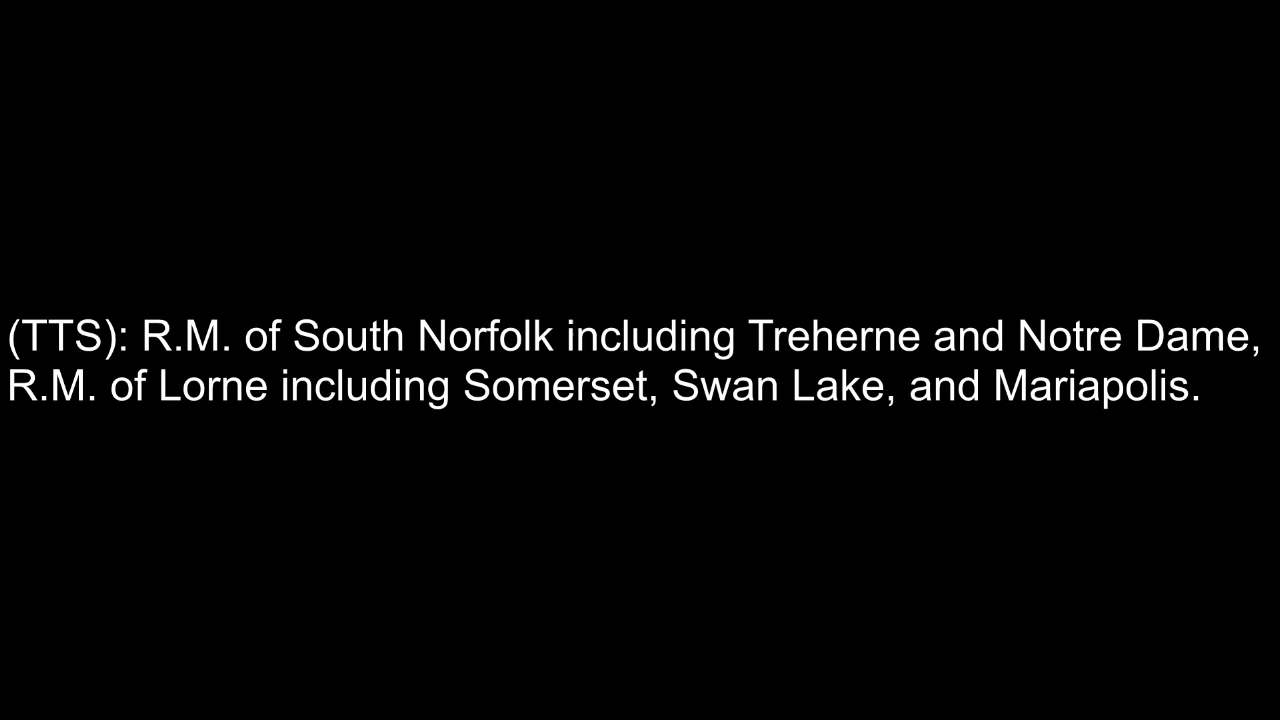 (TTS): R.M. of South Norfolk including Treherne and Notre Dame,
R.M. of Lorne including Somerset, Swan Lake, and Mariapolis.